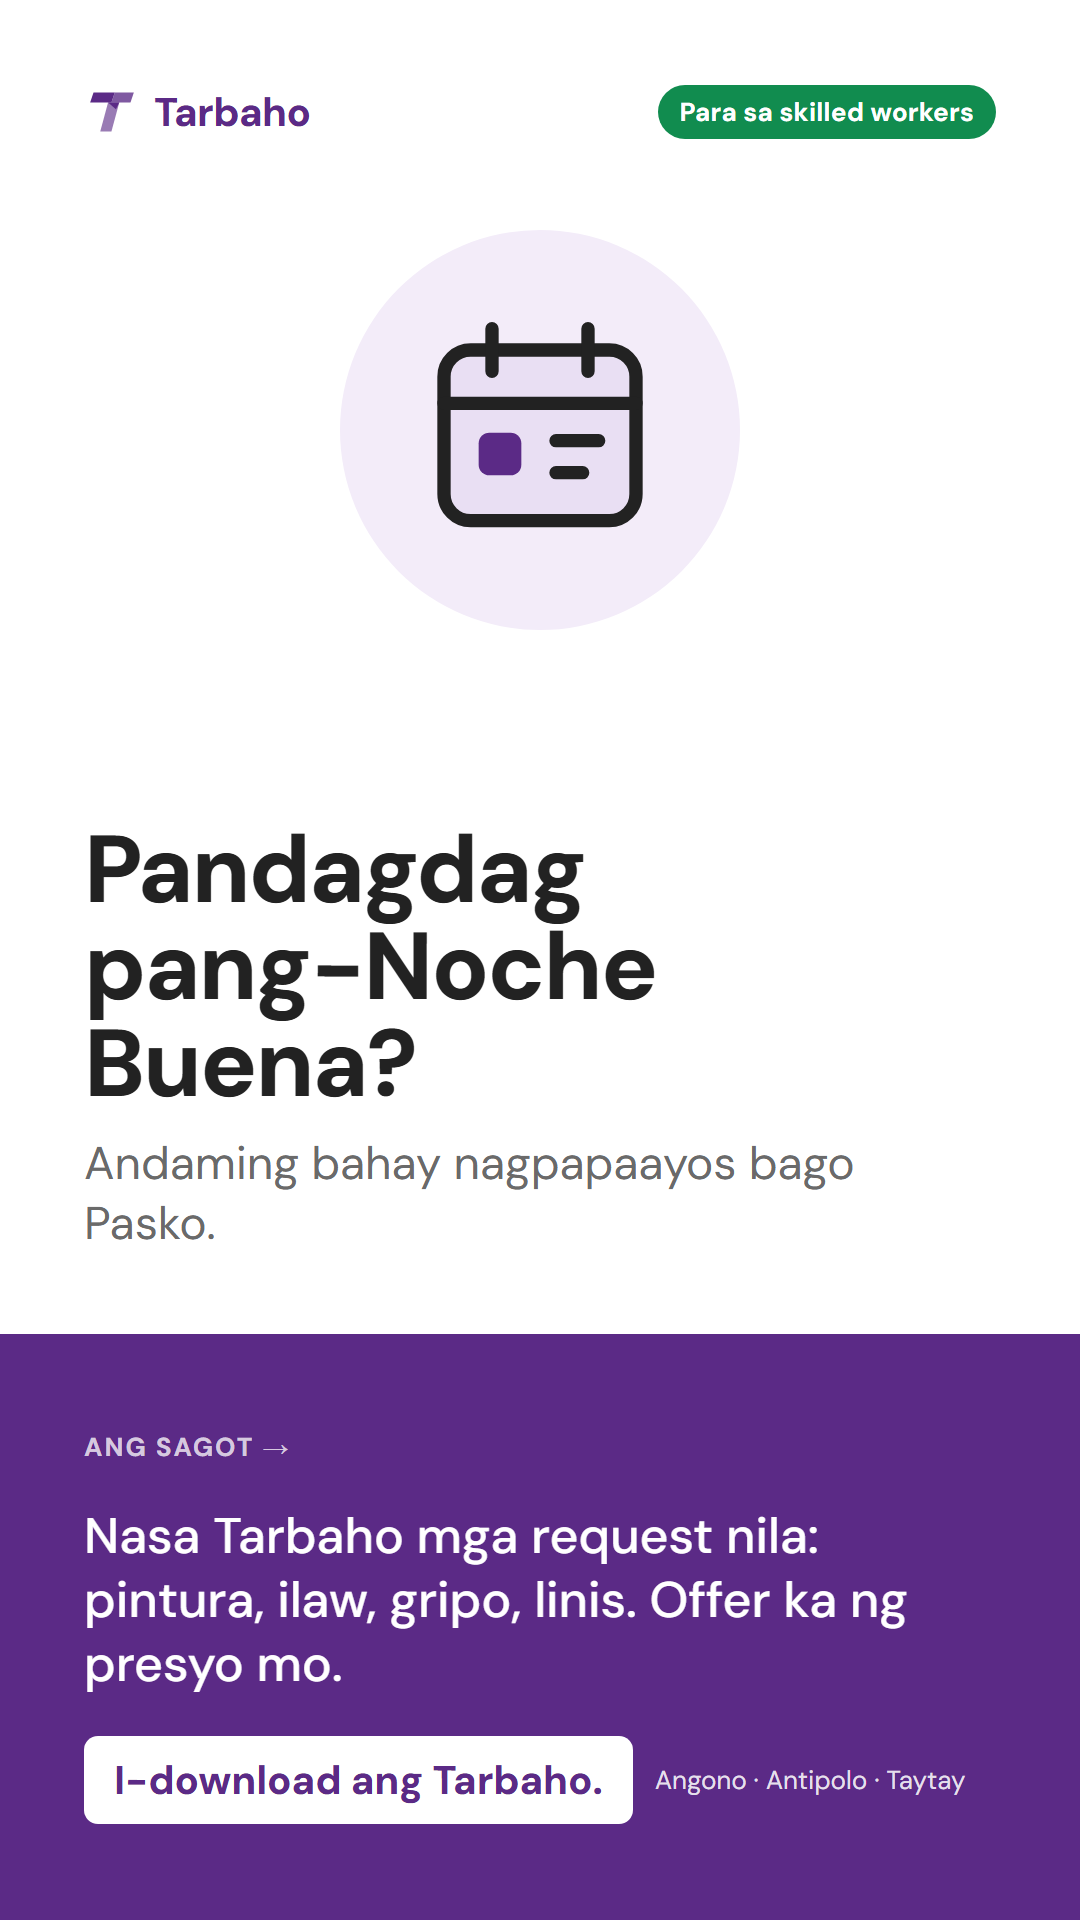 Tarbaho
Para sa skilled workers
Pandagdag
pang-Noche
Buena?
Andaming bahay nagpapaayos bago
Pasko.
ANG SAGOT →
Nasa Tarbaho mga request nila:
pintura, ilaw, gripo, linis. Offer ka ng
presyo mo.
I-download ang Tarbaho.
Angono · Antipolo · Taytay